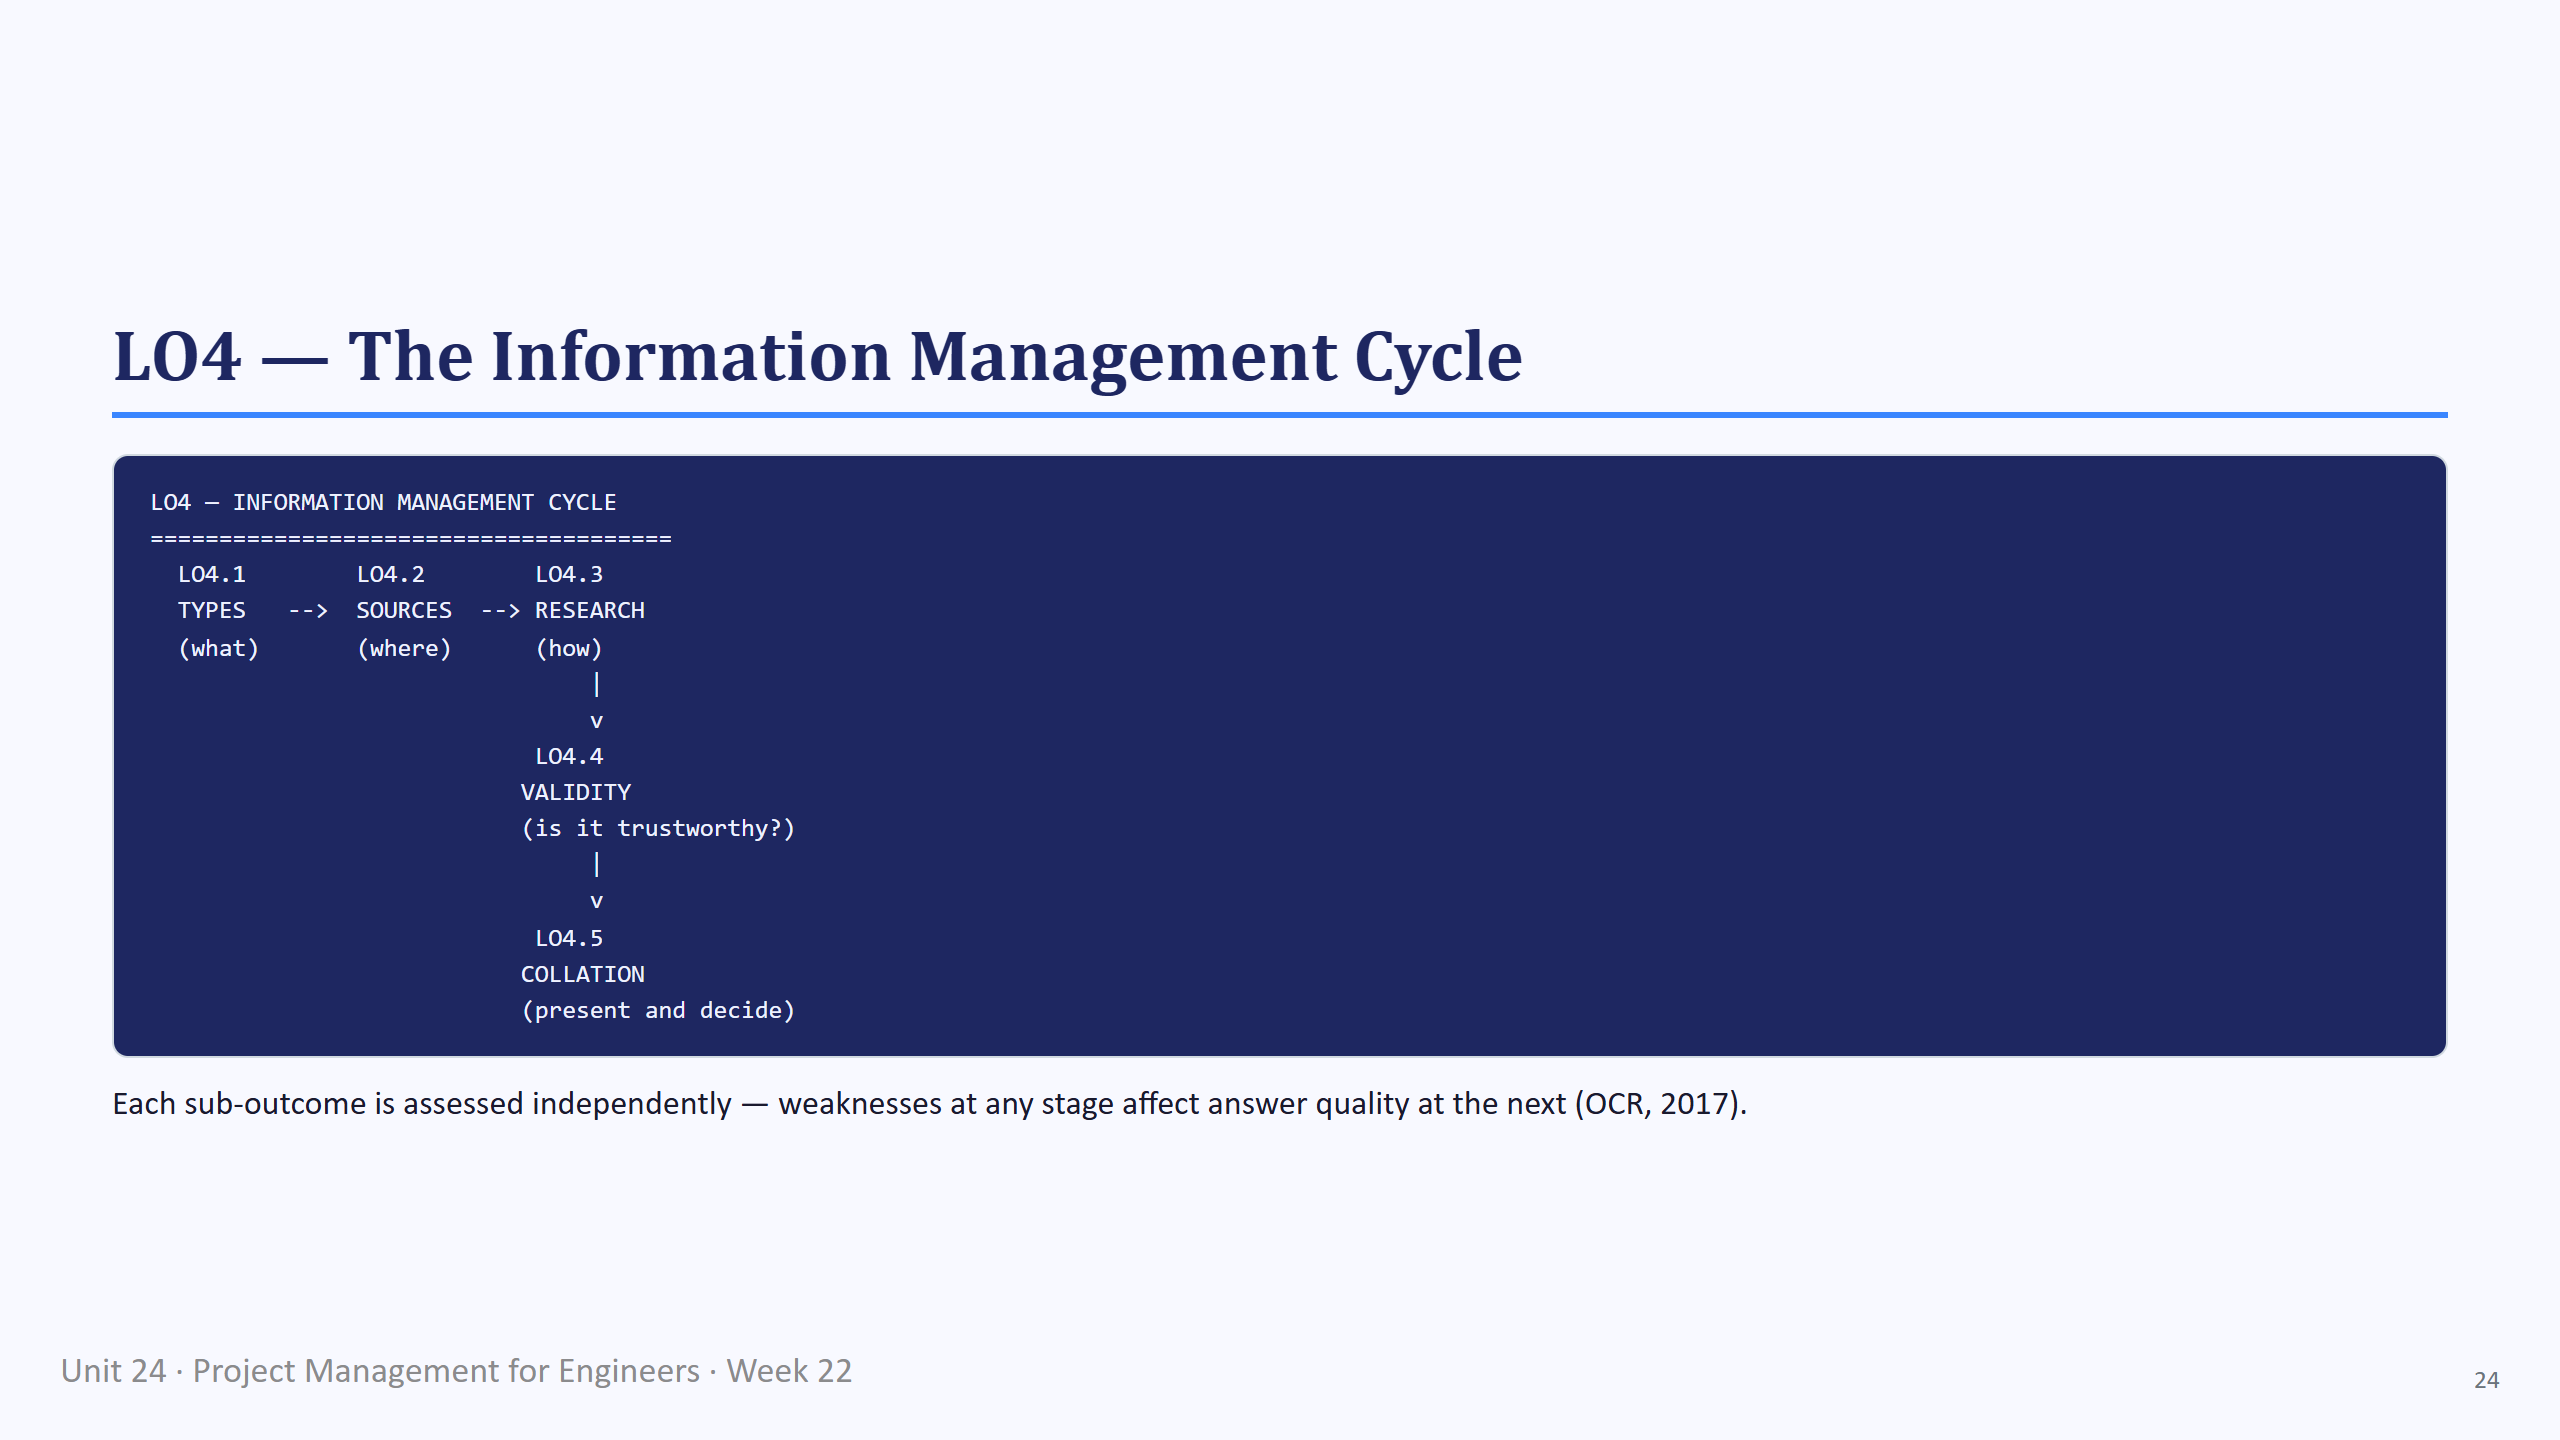 LO4 — The Information Management Cycle
LO4 — INFORMATION MANAGEMENT CYCLE
======================================
  LO4.1        LO4.2        LO4.3
  TYPES   -->  SOURCES  --> RESEARCH
  (what)       (where)      (how)
                                |
                                v
                            LO4.4
                           VALIDITY
                           (is it trustworthy?)
                                |
                                v
                            LO4.5
                           COLLATION
                           (present and decide)
Each sub-outcome is assessed independently — weaknesses at any stage affect answer quality at the next (OCR, 2017).
Unit 24 · Project Management for Engineers · Week 22
24